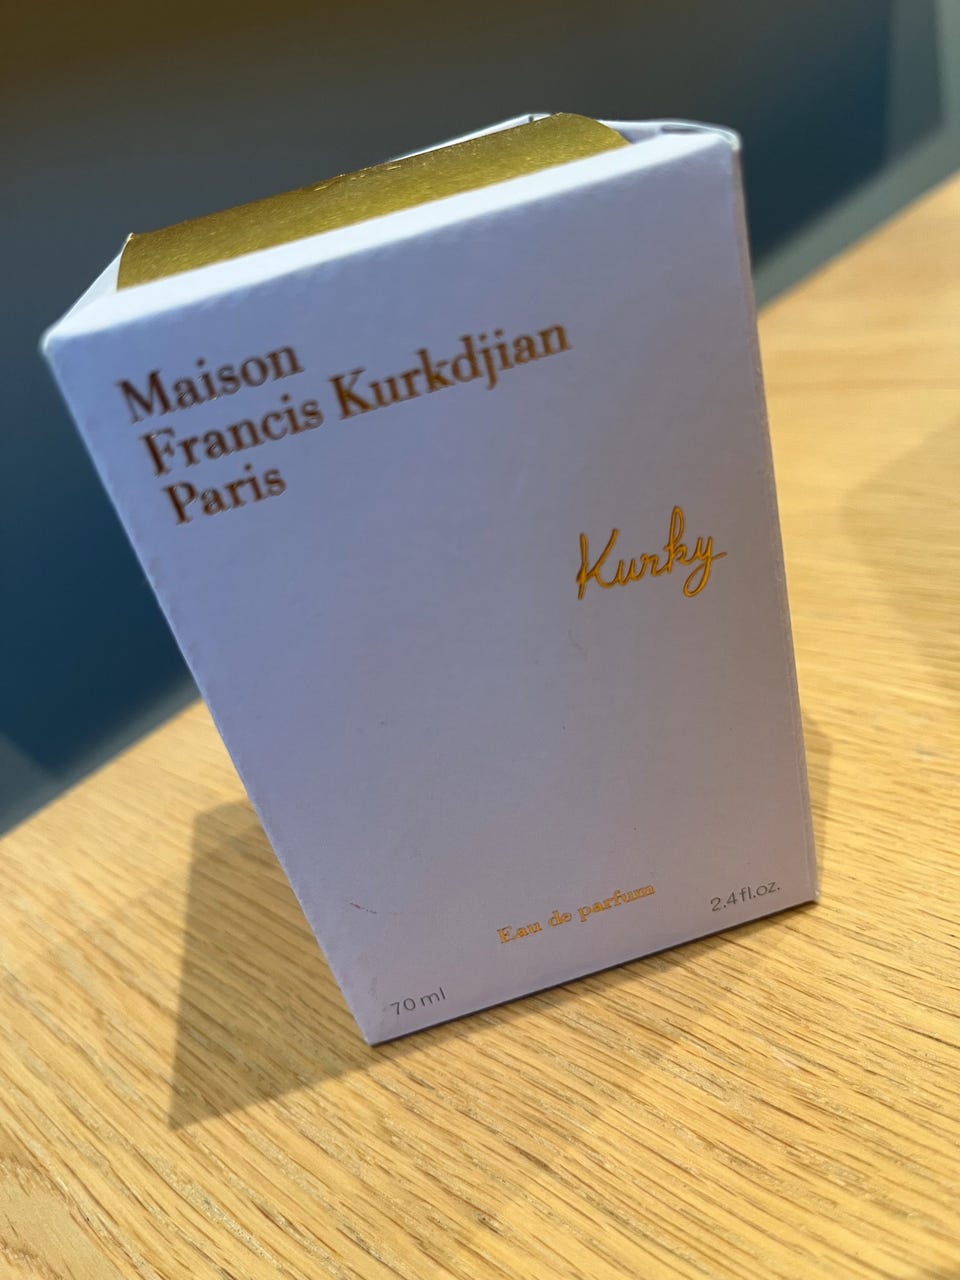 Maison
Francis Kurkdjian
Paris
Kurky
Eau de parfum
70 ml
2.4 fl.oz.